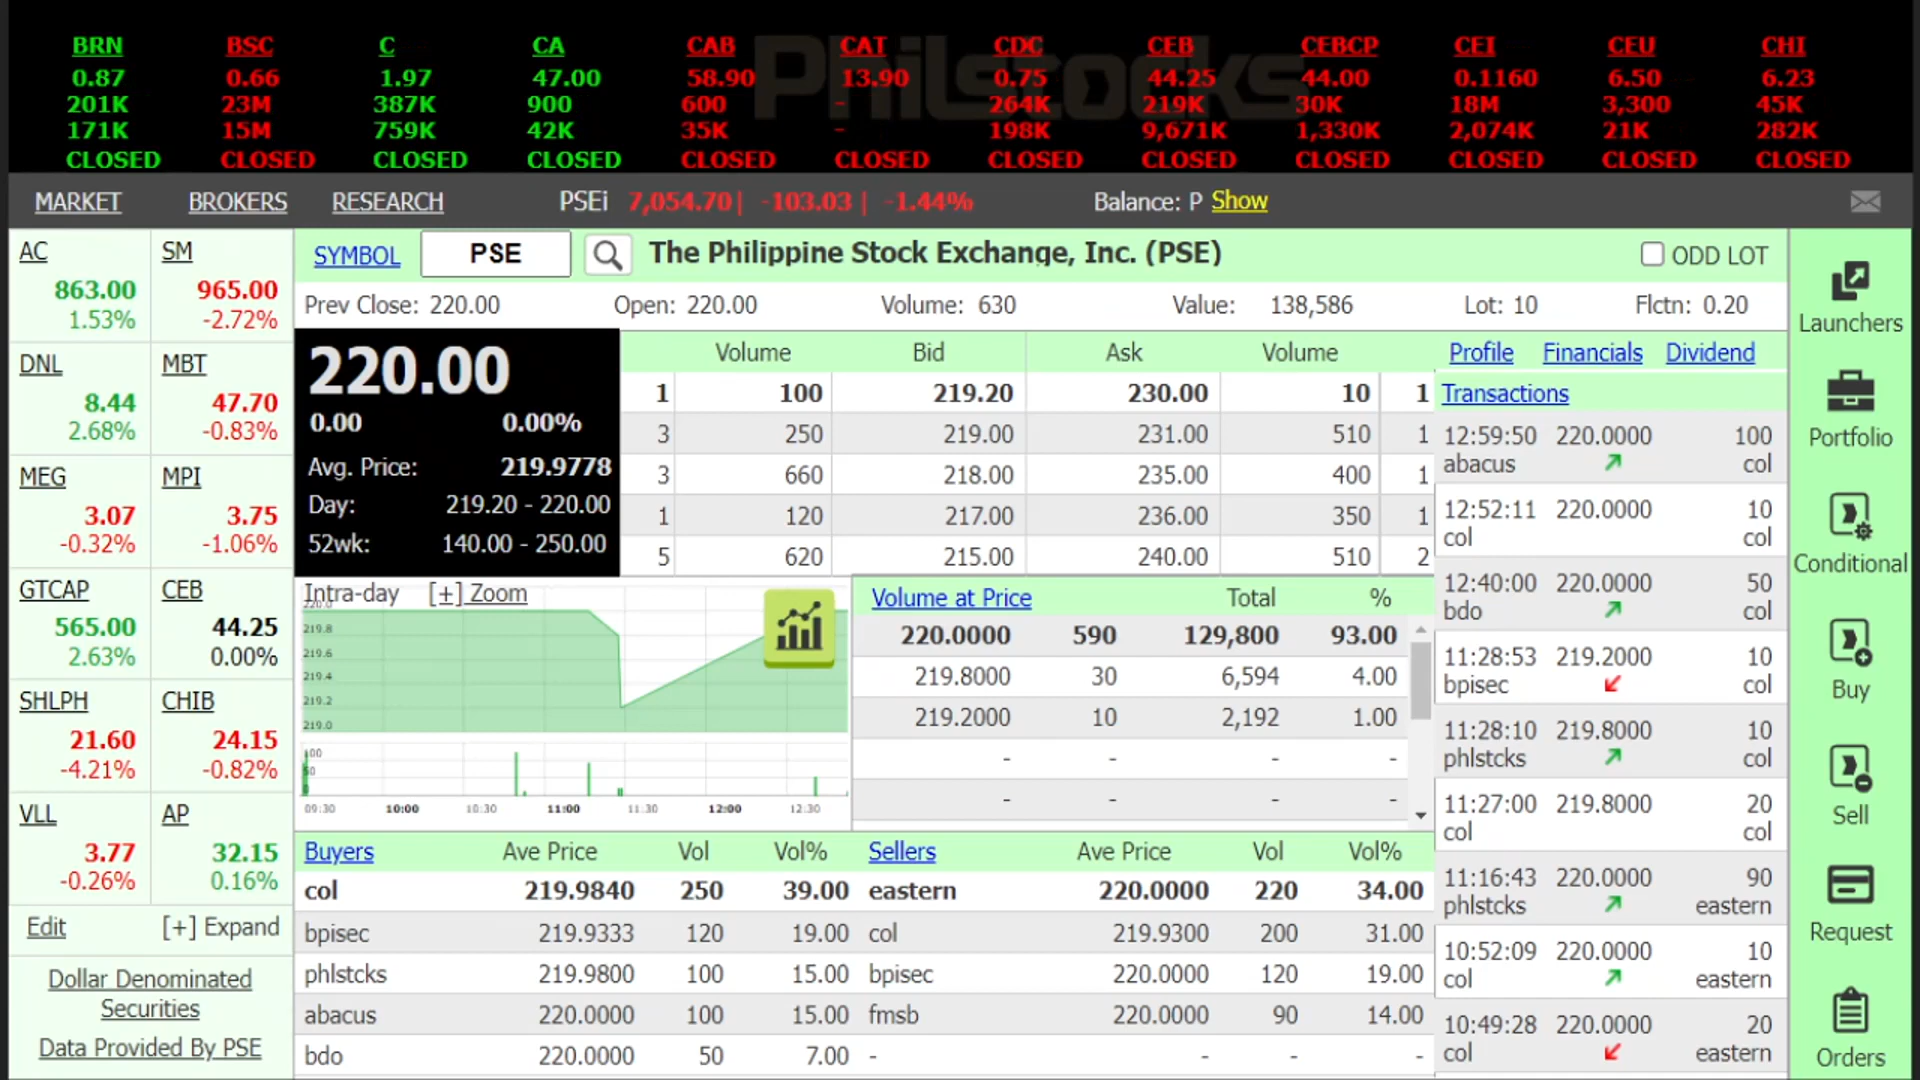 BRN BSC C CA CAB CAT CDC CEB CEBCP CEI CEU CHI
0.87 0.66 1.97 47.00 58.90 13.90 0.75 44.25 44.00 0.1160 6.50 6.23
201K 23M 387K 900 600 - 264K 219K 30K 18M 3,300 45K
171K 15M 759K 42K 35K - 198K 9,671K 1,330K 2,074K 21K 282K
CLOSED CLOSED CLOSED CLOSED CLOSED CLOSED CLOSED CLOSED CLOSED CLOSED CLOSED CLOSED
Philstocks
MARKET BROKERS RESEARCH PSEi 7,054.70 | -103.03 | -1.44% Balance: P Show
AC SM
863.00 965.00
1.53% -2.72%
DNL MBT
8.44 47.70
2.68% -0.83%
MEG MPI
3.07 3.75
-0.32% -1.06%
GTCAP CEB
565.00 44.25
2.63% 0.00%
SHLPH CHIB
21.60 24.15
-4.21% -0.82%
VLL AP
3.77 32.15
-0.26% 0.16%
Edit [+] Expand
Dollar Denominated
Securities
Data Provided By PSE
SYMBOL PSE The Philippine Stock Exchange, Inc. (PSE) ODD LOT
Prev Close: 220.00 Open: 220.00 Volume: 630 Value: 138,586 Lot: 10 Flctn: 0.20
220.00
0.00 0.00%
Avg. Price: 219.9778
Day: 219.20 - 220.00
52wk: 140.00 - 250.00
Volume Bid Ask Volume
1 100 219.20 230.00 10 1
3 250 219.00 231.00 510 1
3 660 218.00 235.00 400 1
1 120 217.00 236.00 350 1
5 620 215.00 240.00 510 2
Intra-day [+] Zoom
220.0
219.8
219.6
219.4
219.2
219.0
100
50
0
09:30 10:00 10:30 11:00 11:30 12:00 12:30
Volume at Price Total %
220.0000 590 129,800 93.00
219.8000 30 6,594 4.00
219.2000 10 2,192 1.00
- - - -
- - - -
Buyers Ave Price Vol Vol% Sellers Ave Price Vol Vol%
col 219.9840 250 39.00 eastern 220.0000 220 34.00
bpisec 219.9333 120 19.00 col 219.9300 200 31.00
phlstcks 219.9800 100 15.00 bpisec 220.0000 120 19.00
abacus 220.0000 100 15.00 fmsb 220.0000 90 14.00
bdo 220.0000 50 7.00 - - - -
Profile Financials Dividend
Transactions
12:59:50 220.0000 100
abacus col
12:52:11 220.0000 10
col col
12:40:00 220.0000 50
bdo col
11:28:53 219.2000 10
bpisec col
11:28:10 219.8000 10
phlstcks col
11:27:00 219.8000 20
col col
11:16:43 220.0000 90
phlstcks eastern
10:52:09 220.0000 10
col eastern
10:49:28 220.0000 20
col eastern
Launchers
Portfolio
Conditional
Buy
Sell
Request
Orders